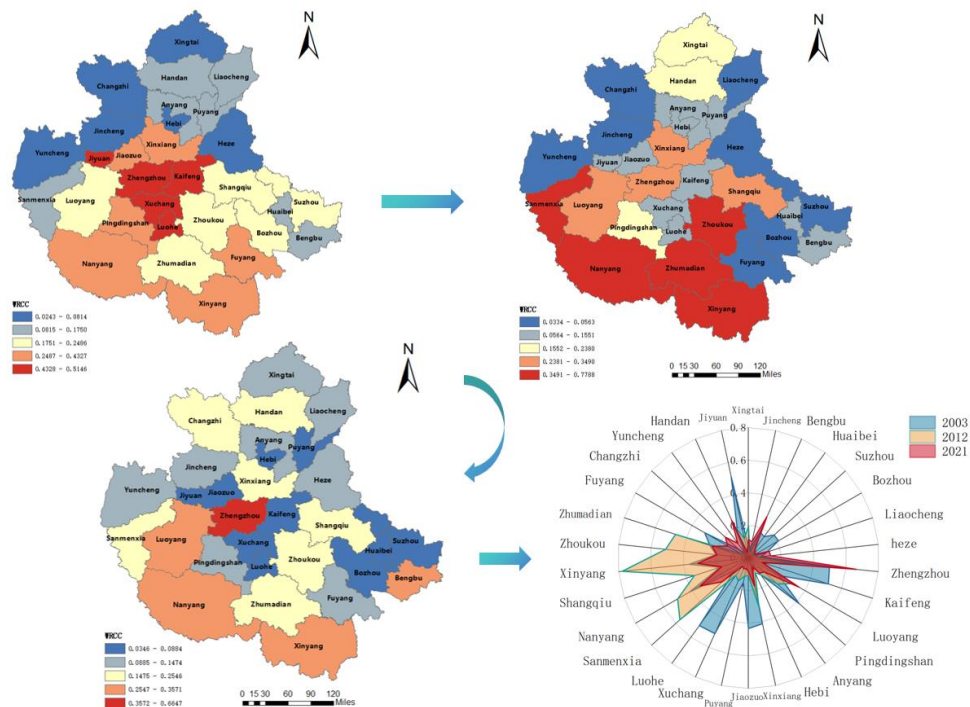 N
Xingtai
Handan
Liaocheng
Changzhi
Anyang
Puyang
Hebi
Jincheng
Heze
Yuncheng
Xinxiang
Jiyuan
Jiaozuo
Zhengzhou
Kaifeng
Sanmenxia
Luoyang
Shangqiu
Suzhou
Xuchang
Huaibei
Pingdingshan
Luohe
Zhoukou
Bozhou
Bengbu
Nanyang
Zhumadian
Fuyang
Xinyang
WRCC
0.0243 - 0.0814
0.0815 - 0.1750
0.1751 - 0.2406
0.2407 - 0.4327
0.4328 - 0.5146
N
Xingtai
Handan
Liaocheng
Changzhi
Anyang
Puyang
Hebi
Jincheng
Heze
Yuncheng
Xinxiang
Jiyuan
Jiaozuo
Zhengzhou
Kaifeng
Sanmenxia
Luoyang
Shangqiu
Suzhou
Xuchang
Huaibei
Pingdingshan
Luohe
Zhoukou
Bozhou
Bengbu
Nanyang
Zhumadian
Fuyang
Xinyang
WRCC
0.0334 - 0.0563
0.0564 - 0.1551
0.1552 - 0.2380
0.2381 - 0.3490
0.3491 - 0.7788
0 15 30 60 90 120
Miles
N
Xingtai
Handan
Liaocheng
Changzhi
Anyang
Puyang
Hebi
Jincheng
Heze
Yuncheng
Xinxiang
Jiyuan
Jiaozuo
Zhengzhou
Kaifeng
Sanmenxia
Luoyang
Shangqiu
Suzhou
Xuchang
Huaibei
Pingdingshan
Luohe
Zhoukou
Bozhou
Bengbu
Nanyang
Zhumadian
Fuyang
Xinyang
WRCC
0.0346 - 0.0884
0.0885 - 0.1474
0.1475 - 0.2546
0.2547 - 0.3571
0.3572 - 0.6647
0 15 30 60 90 120
Miles
2003
2012
2021
0.8
0.6
0.4
Xingtai
Jincheng
Bengbu
Huaibei
Suzhou
Bozhou
Liaocheng
heze
Zhengzhou
Kaifeng
Luoyang
Pingdingshan
Anyang
Hebi
Xinxiang
Jiaozuo
Puyang
Xuchang
Luohe
Sanmenxia
Nanyang
Shangqiu
Xinyang
Zhoukou
Zhumadian
Fuyang
Changzhi
Yuncheng
Handan
Jiyuan